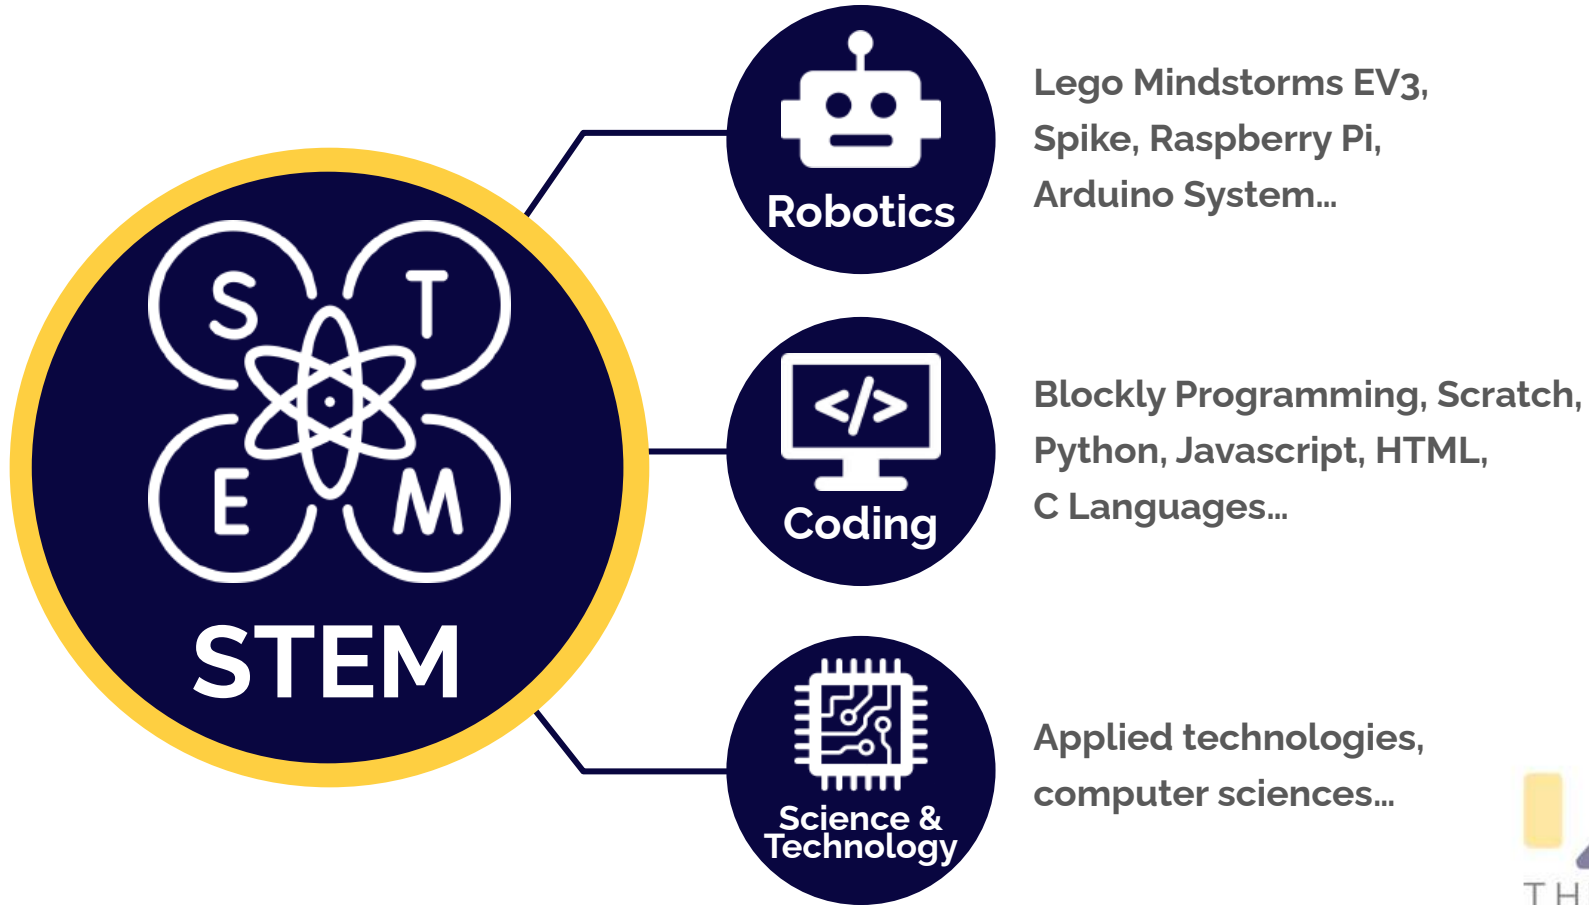 S
T
E
M
STEM
Robotics
Lego Mindstorms EV3,
Spike, Raspberry Pi,
Arduino System...
</>
Coding
Blockly Programming, Scratch,
Python, Javascript, HTML,
C Languages...
Science &
Technology
Applied technologies,
computer sciences...